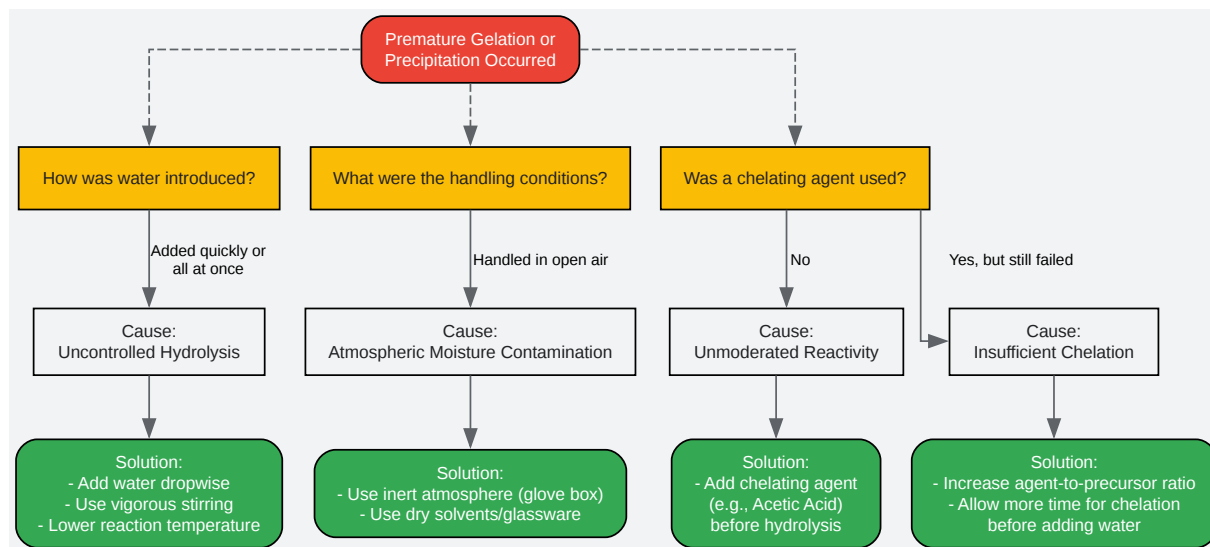 Premature Gelation or
Precipitation Occurred
How was water introduced?
What were the handling conditions?
Was a chelating agent used?
Added quickly or
all at once
Handled in open air
No
Yes, but still failed
Cause:
Uncontrolled Hydrolysis
Cause:
Atmospheric Moisture Contamination
Cause:
Unmoderated Reactivity
Cause:
Insufficient Chelation
Solution:
- Add water dropwise
- Use vigorous stirring
- Lower reaction temperature
Solution:
- Use inert atmosphere (glove box)
- Use dry solvents/glassware
Solution:
- Add chelating agent
(e.g., Acetic Acid)
before hydrolysis
Solution:
- Increase agent-to-precursor ratio
- Allow more time for chelation
before adding water